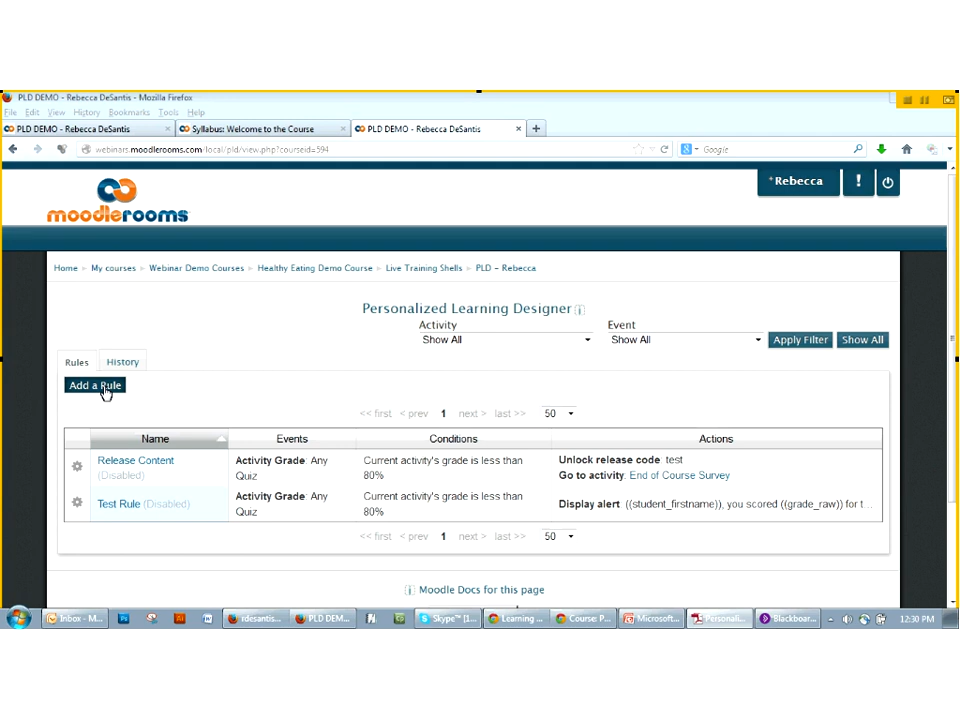 PLD DEMO - Rebecca DeSantis - Mozilla Firefox
File Edit View History Bookmarks Tools Help
PLD DEMO - Rebecca DeSantis × Syllabus: Welcome to the Course × PLD DEMO - Rebecca DeSantis × +
webinars.moodlerooms.com/local/pld/view.php?courseid=594 Google
moodlerooms
*Rebecca !
Home My courses Webinar Demo Courses Healthy Eating Demo Course Live Training Shells PLD - Rebecca
Personalized Learning Designer
Activity Event
Show All Show All Apply Filter Show All
Rules History
Add a Rule
<< first < prev 1 next > last >> 50
Name Events Conditions Actions
Release Content Activity Grade: Any Current activity's grade is less than Unlock release code: test
(Disabled) Quiz 80% Go to activity: End of Course Survey
Test Rule (Disabled) Activity Grade: Any Current activity's grade is less than Display alert ((student_firstname)), you scored ((grade_raw)) for t...
Quiz 80%
<< first < prev 1 next > last >> 50
Moodle Docs for this page
Inbox - M... rdesantis... PLD DEM... Skype™ [1... Learning ... Course: P... Microsoft... Personali... Blackboar... 12:30 PM